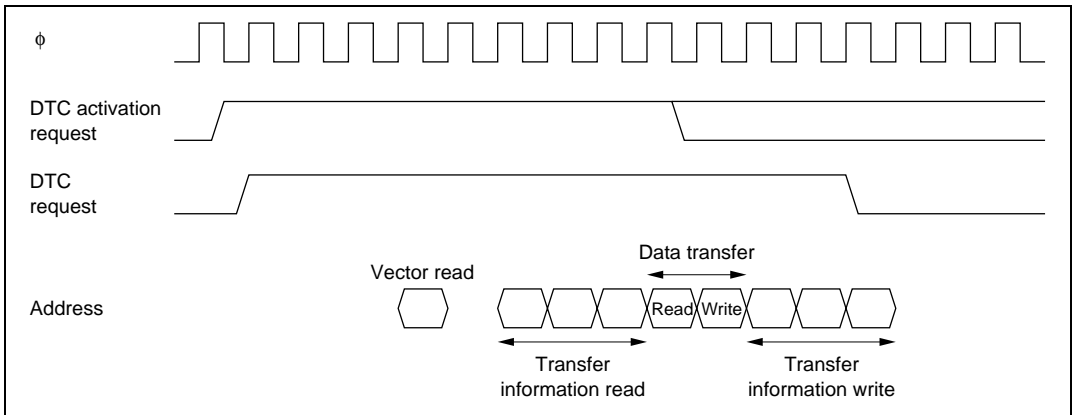 ϕ
DTC activation
request
DTC
request
Data transfer
Vector read
Address
Read
Write
Transfer
information read
Transfer
information write